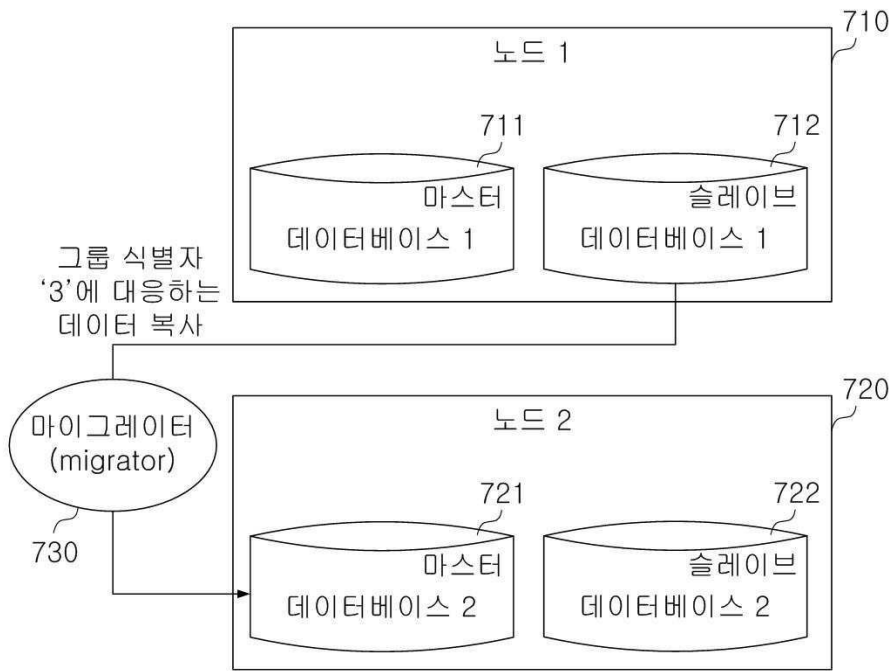 710
노드 1
711
712
마스터
데이터베이스 1
슬레이브
데이터베이스 1
그룹 식별자
‘3’에 대응하는
데이터 복사
마이그레이터
(migrator)
730
720
노드 2
721
722
마스터
데이터베이스 2
슬레이브
데이터베이스 2